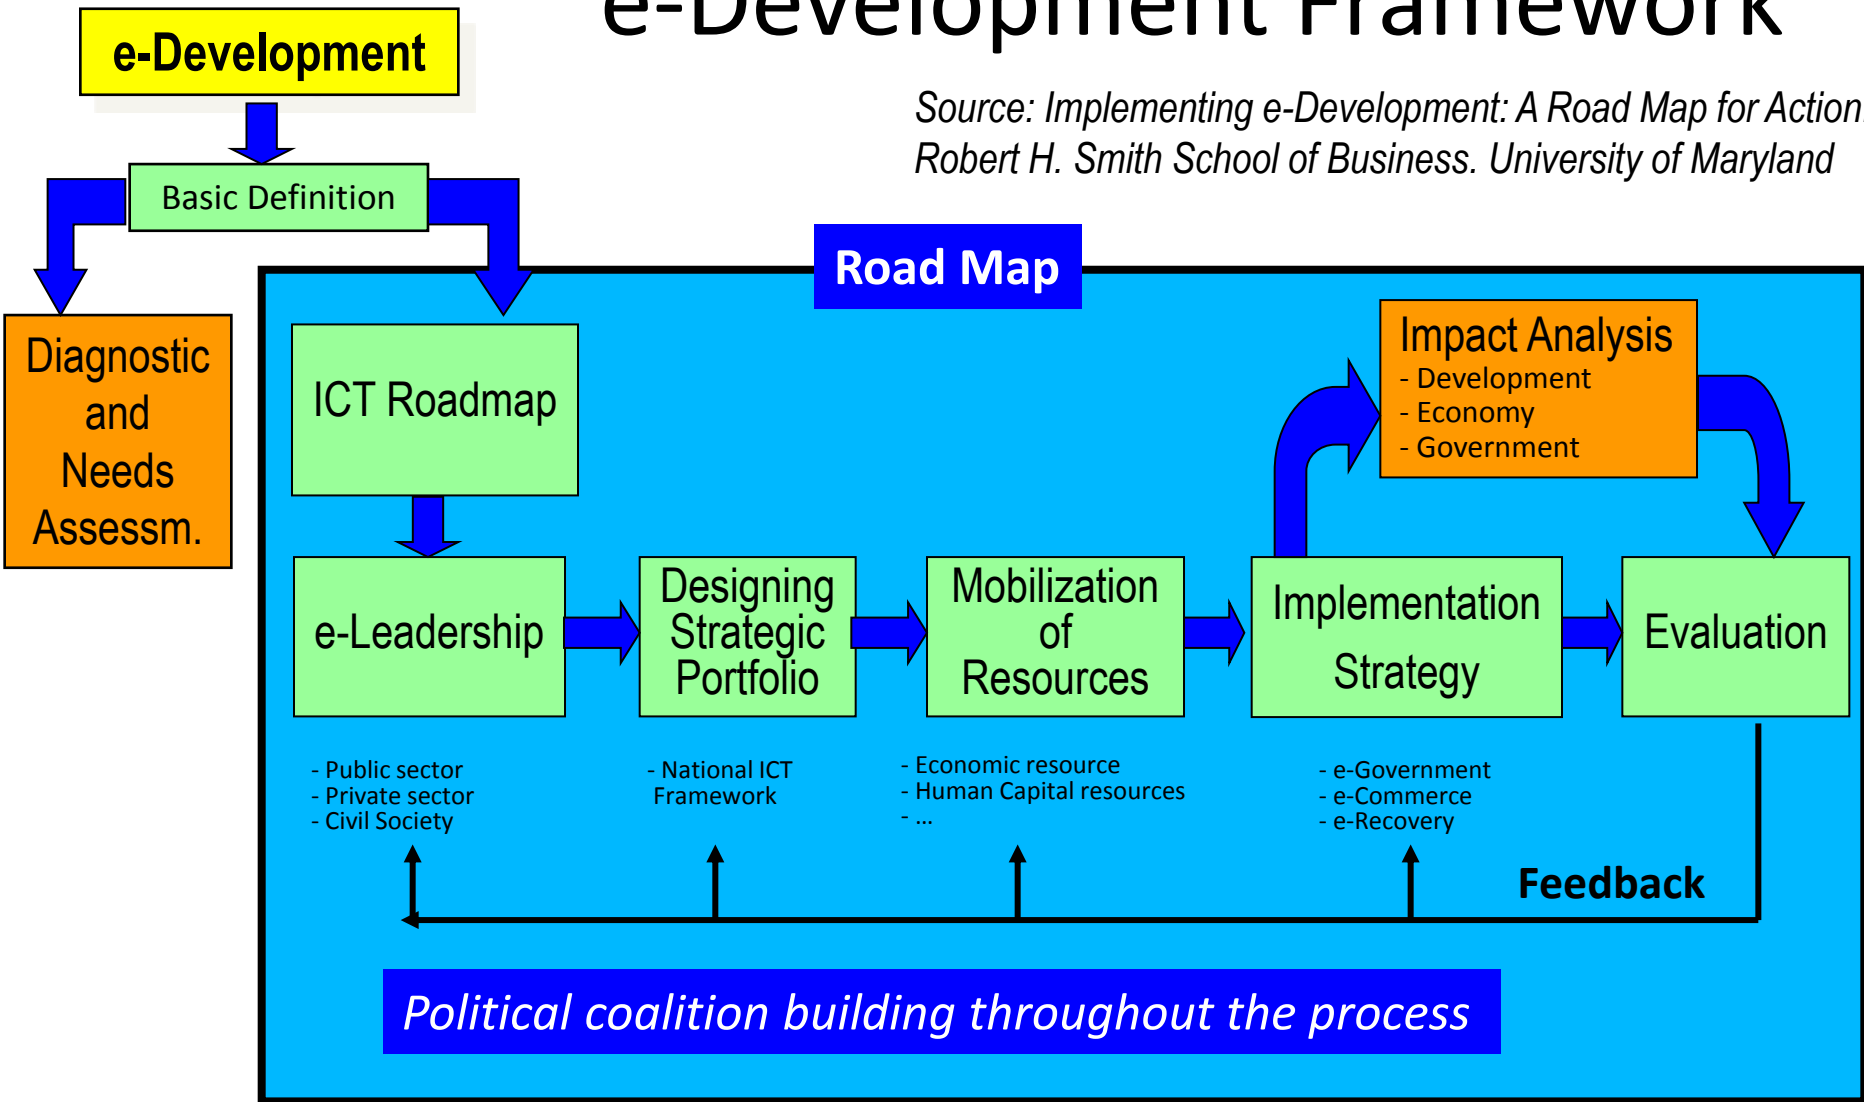 e-Development Framework
e-Development
Source: Implementing e-Development: A Road Map for Action.
Robert H. Smith School of Business. University of Maryland
Basic Definition
Road Map
Diagnostic
and
Needs
Assessm.
ICT Roadmap
Impact Analysis
- Development
- Economy
- Government
e-Leadership
Designing
Strategic
Portfolio
Mobilization
of
Resources
Implementation
Strategy
Evaluation
- Public sector
- Private sector
- Civil Society
- National ICT
Framework
- Economic resource
- Human Capital resources
- ...
- e-Government
- e-Commerce
- e-Recovery
Feedback
Political coalition building throughout the process